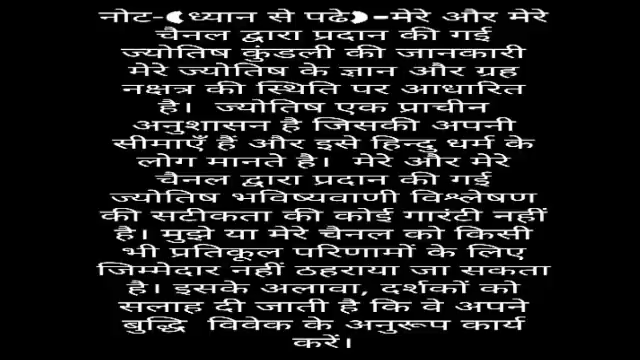 नोट-(ध्यान से पढे)-मेरे और मेरे
चैनल द्वारा प्रदान की गई
ज्योतिष कुंडली की जानकारी
मेरे ज्योतिष के ज्ञान और ग्रह
नक्षत्र की स्थिति पर आधारित
है। ज्योतिष एक प्राचीन
अनुशासन है जिसकी अपनी
सीमाएँ हैं और इसे हिन्दु धर्म के
लोग मानते है। मेरे और मेरे
चैनल द्वारा प्रदान की गई
ज्योतिष भविष्यवाणी विश्लेषण
की सटीकता की कोई गारंटी नहीं
है। मुझे या मेरे चैनल को किसी
भी प्रतिकूल परिणामों के लिए
जिम्मेदार नहीं ठहराया जा सकता
है। इसके अलावा, दर्शकों को
सलाह दी जाती है कि वे अपने
बुद्धि विवेक के अनुरूप कार्य
करें।